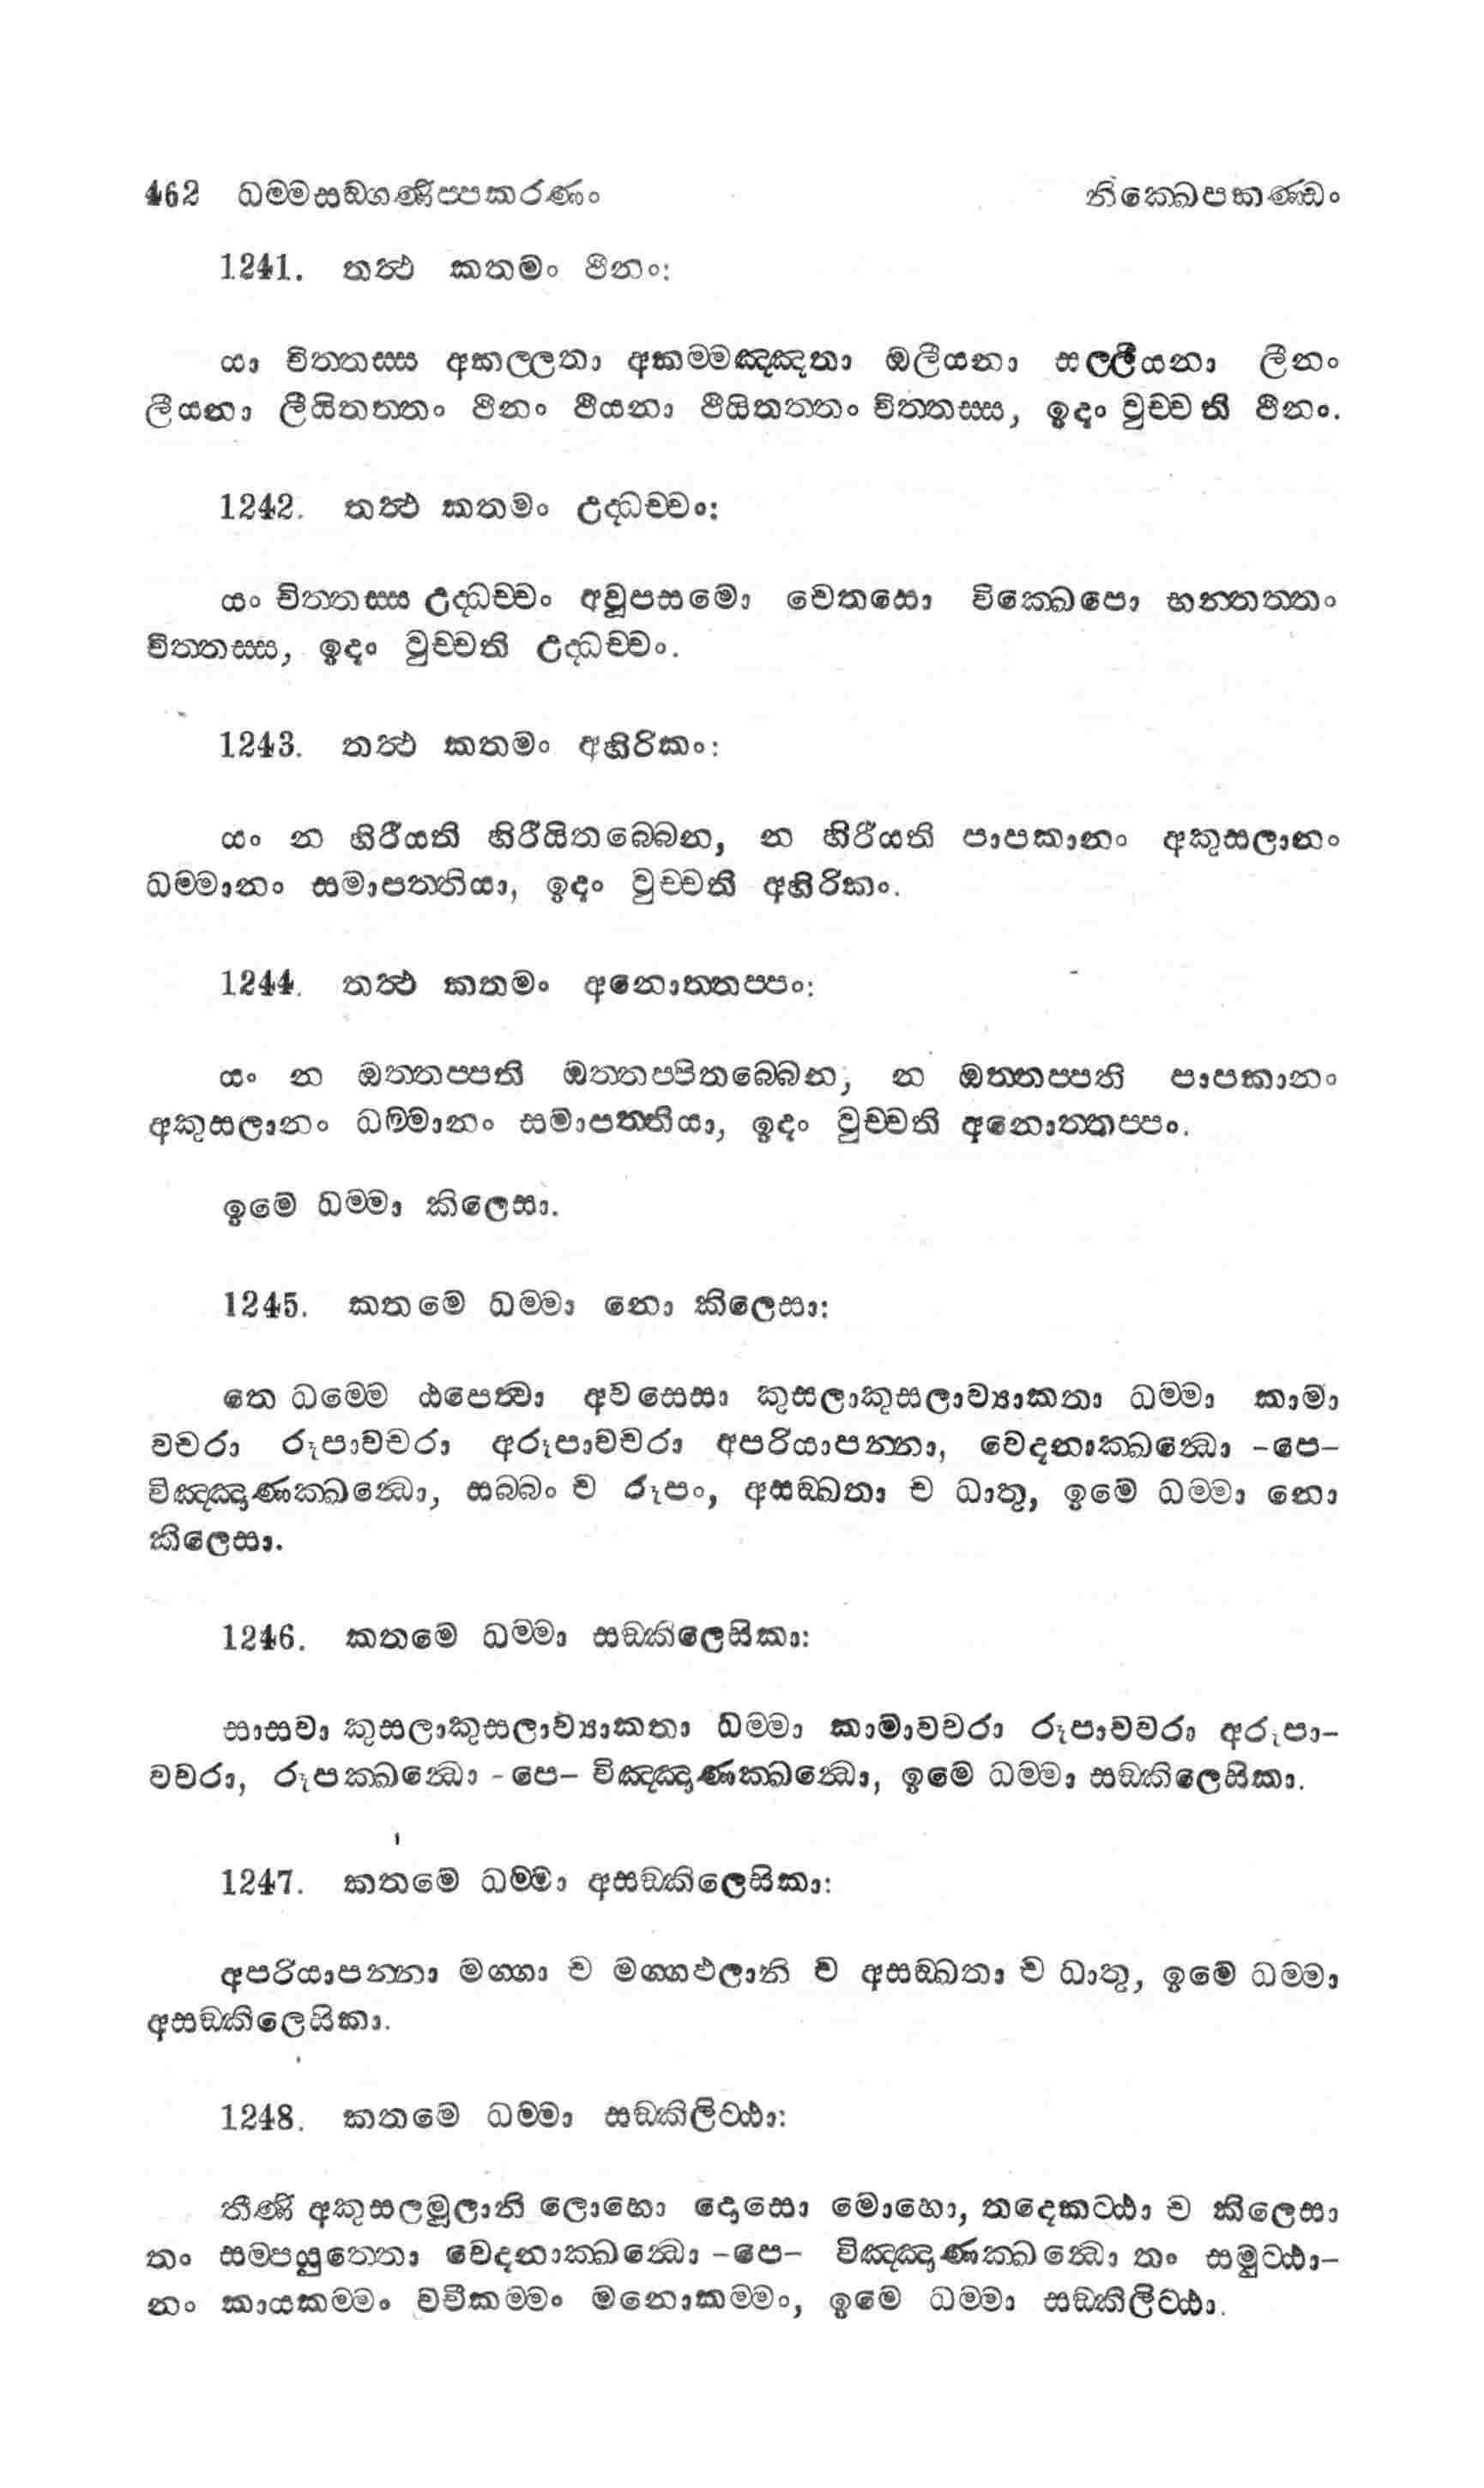 462 ධම්මසඞ්ගණිප්පකරණං නික්ඛෙපකණ්ඩං
1241. තත්‍ථ කතමං ථිනං:
යා චිත්තස්ස අකල්ලතා අකම්මඤ්ඤතා ඔලීයනා සල්ලීයනා ලීනං
ලීයනා ලීයිතත්තං ථිනං ථීයනා ථීයිතත්තං චිත්තස්ස, ඉදං වුච්චති ථිනං.
1242. තත්‍ථ කතමං උද්ධච්චං:
යං චිත්තස්ස උද්ධච්චං අවූපසමො චෙතසො වික්ඛෙපො භන්තත්තං
චිත්තස්ස, ඉදං වුච්චති උද්ධච්චං.
1243. තත්‍ථ කතමං අහිරිකං:
යං න හිරීයති හිරීයිතබ්බෙන, න හිරීයති පාපකානං අකුසලානං
ධම්මානං සමාපත්තියා, ඉදං වුච්චති අහිරිකං.
1244. තත්‍ථ කතමං අනොත්තප්පං:
යං න ඔත්තප්පති ඔත්තප්පිතබ්බෙන, න ඔත්තප්පති පාපකානං
අකුසලානං ධම්මානං සමාපත්තියා, ඉදං වුච්චති අනොත්තප්පං.
ඉමෙ ධම්මා කිලෙසා.
1245. කතමෙ ධම්මා නො කිලෙසා:
තෙ ධම්මෙ ඨපෙත්‍වා අවසෙසා කුසලාකුසලාව්‍යාකතා ධම්මා කාමා
වචරා රූපාවචරා අරූපාවචරා අපරියාපන්නා, වෙදනාක්ඛන්‍ධො -පෙ-
විඤ්ඤාණක්ඛන්‍ධො, සබ්බං ච රූපං, අසඞ්ඛතා ච ධාතු, ඉමෙ ධම්මා නො
කිලෙසා.
1246. කතමෙ ධම්මා සඞ්කිලෙසිකා:
සාසවා කුසලාකුසලාව්‍යාකතා ධම්මා කාමාවචරා රූපාවචරා අරූපා-
වචරා, රූපක්ඛන්‍ධො -පෙ- විඤ්ඤාණක්ඛන්‍ධො, ඉමෙ ධම්මා සඞ්කිලෙසිකා.
1247. කතමෙ ධම්මා අසඞ්කිලෙසිකා:
අපරියාපන්නා මග්ගා ච මග්ගඵලානි ච අසඞ්ඛතා ච ධාතු, ඉමෙ ධම්මා
අසඞ්කිලෙසිකා.
1248. කතමෙ ධම්මා සඞ්කිලිට්ඨා:
තීණි අකුසලමූලානි ලොභො දොසො මොහො, තදෙකට්ඨා ච කිලෙසා
තං සම්පයුත්තො වෙදනාක්ඛන්‍ධො -පෙ- විඤ්ඤාණක්ඛන්‍ධො තං සමුට්ඨා-
නං කායකම්මං වචීකම්මං මනොකම්මං, ඉමෙ ධම්මා සඞ්කිලිට්ඨා.